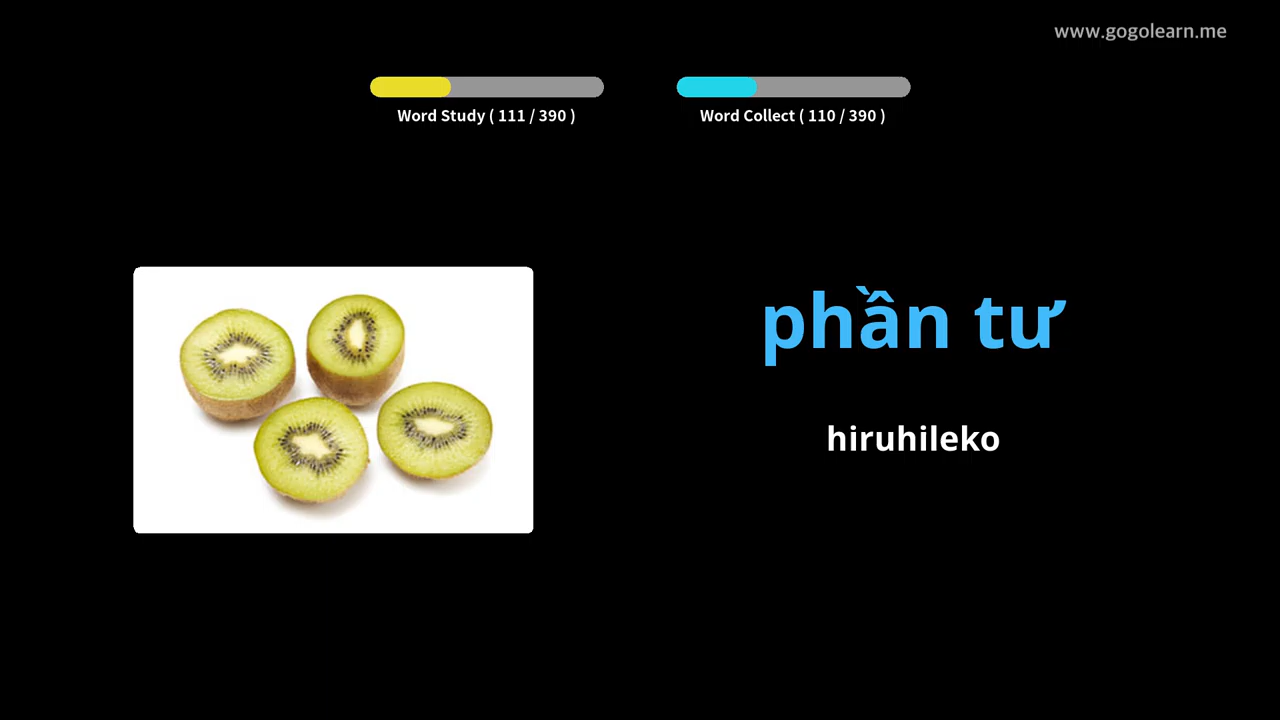 www.gogolearn.me
Word Study ( 111 / 390 )
Word Collect ( 110 / 390 )
phần tư
hiruhileko